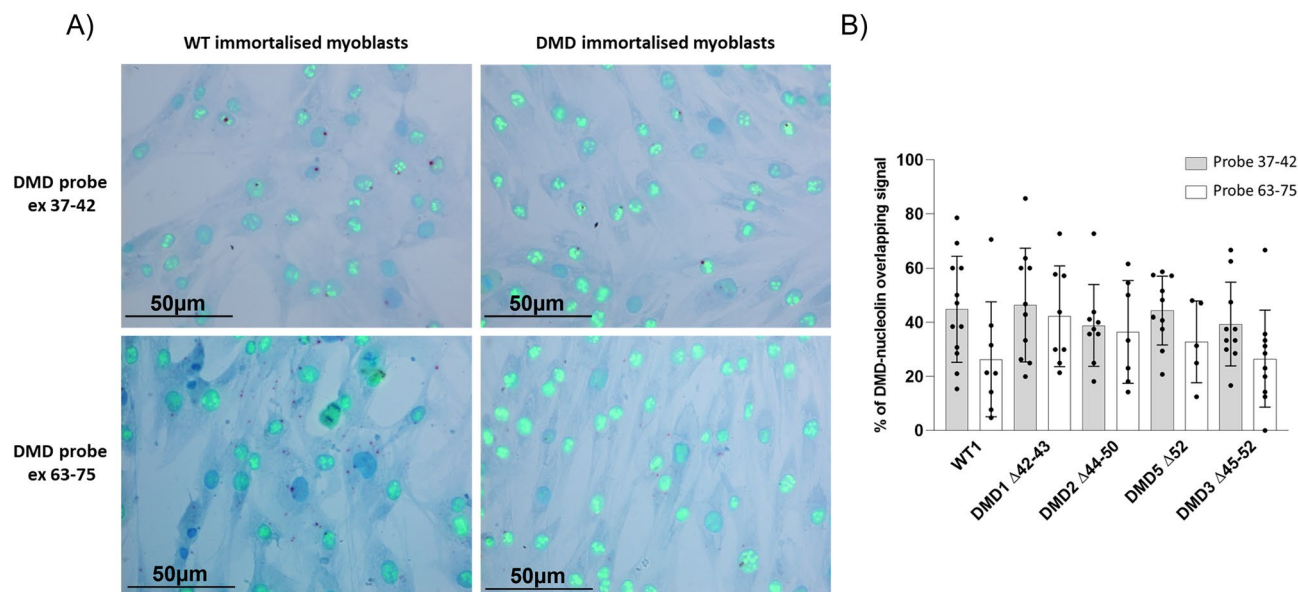 A)
WT immortalised myoblasts
DMD immortalised myoblasts
DMD probe
ex 37-42
50µm
50µm
DMD probe
ex 63-75
50µm
50µm
B)
Probe 37-42
Probe 63-75
% of DMD-nucleolin overlapping signal
100
80
60
40
20
0
WT1
DMD1 Δ42-43
DMD2 Δ44-50
DMD5 Δ52
DMD3 Δ45-52